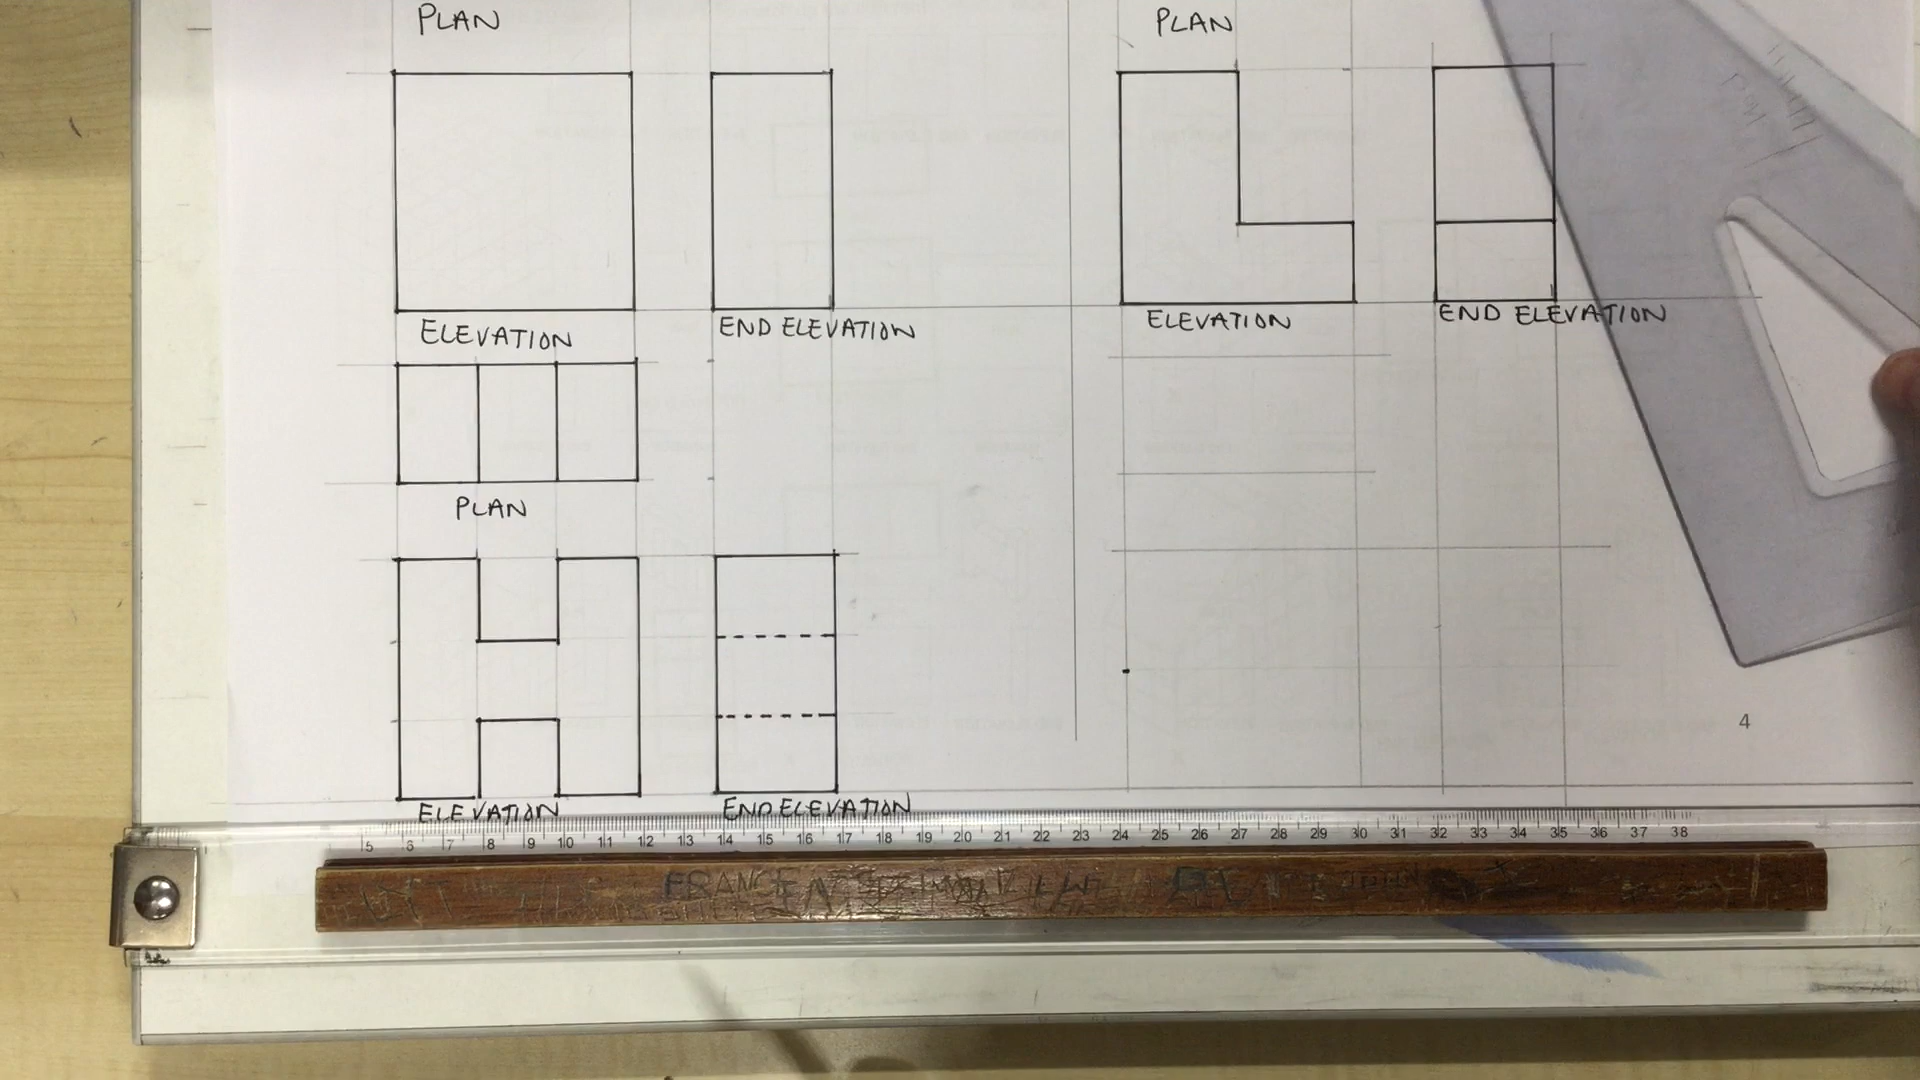 PLAN
PLAN
ELEVATION
END ELEVATION
ELEVATION
END ELEVATION
PLAN
4
ELEVATION
END ELEVATION
5 6 7 8 9 10 11 12 13 14 15 16 17 18 19 20 21 22 23 24 25 26 27 28 29 30 31 32 33 34 35 36 37 38